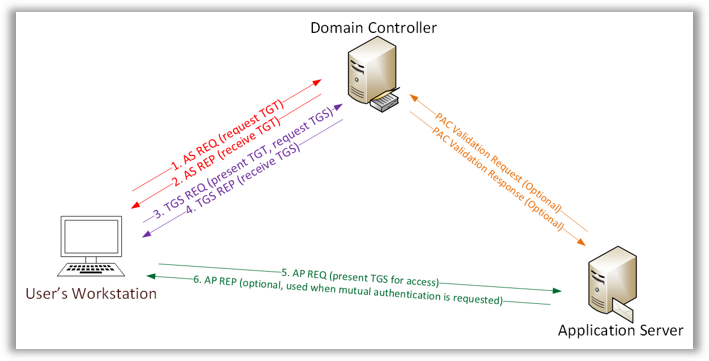 Domain Controller
1. AS REQ (request TGT)
2. AS REP (receive TGT)
3. TGS REQ (present TGT, request TGS)
4. TGS REP (receive TGS)
PAC Validation Request (Optional)
PAC Validation Response (Optional)
User's Workstation
5. AP REQ (present TGS for access)
6. AP REP (optional, used when mutual authentication is requested)
Application Server